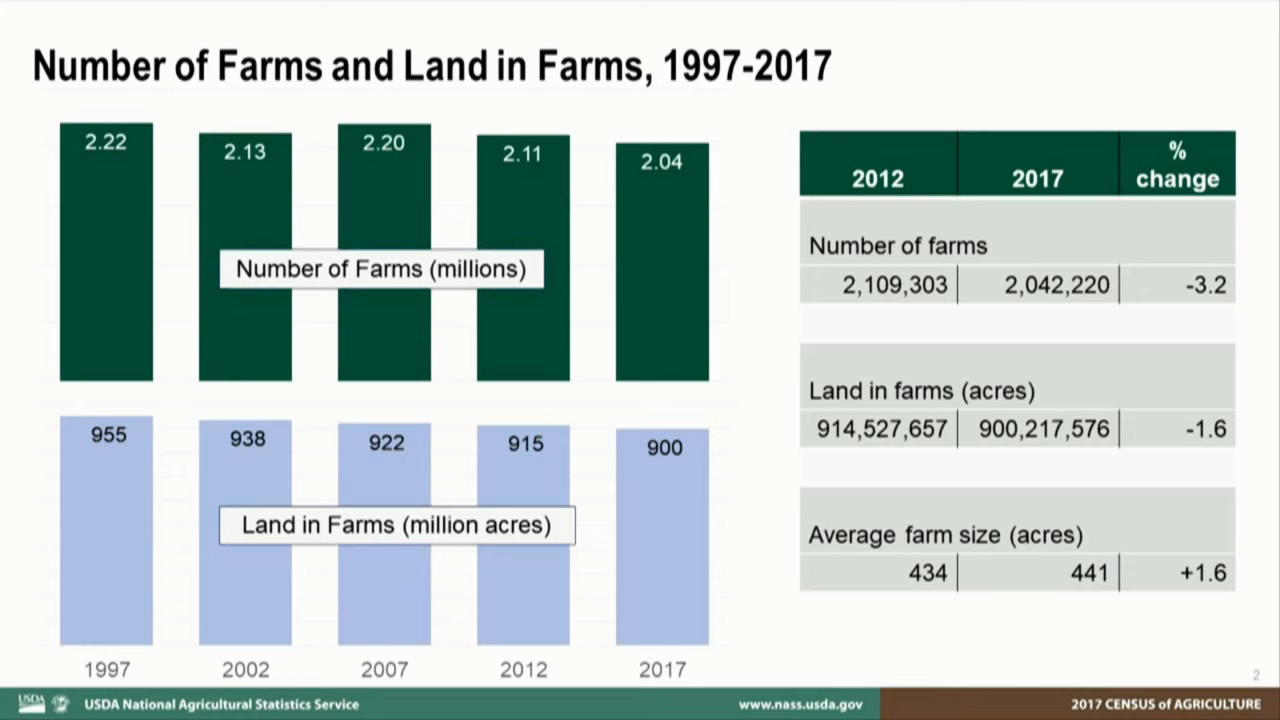 Number of Farms and Land in Farms, 1997-2017
2.22 2.13 2.20 2.11 2.04
Number of Farms (millions)
955 938 922 915 900
Land in Farms (million acres)
1997 2002 2007 2012 2017
2012 2017 % change
Number of farms
2,109,303 2,042,220 -3.2
Land in farms (acres)
914,527,657 900,217,576 -1.6
Average farm size (acres)
434 441 +1.6
2
USDA USDA National Agricultural Statistics Service www.nass.usda.gov 2017 CENSUS of AGRICULTURE